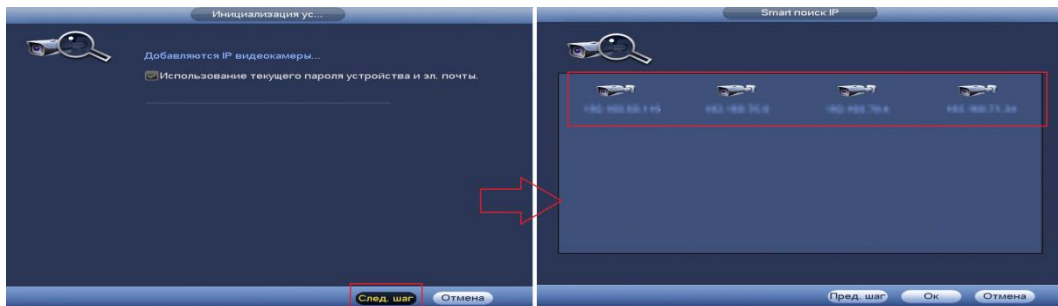 Инициализация ус...
Добавляются IP видеокамеры...
Использование текущего пароля устройства и эл. почты.
След. шаг
Отмена
Smart поиск IP
Пред. шаг
Ок
Отмена